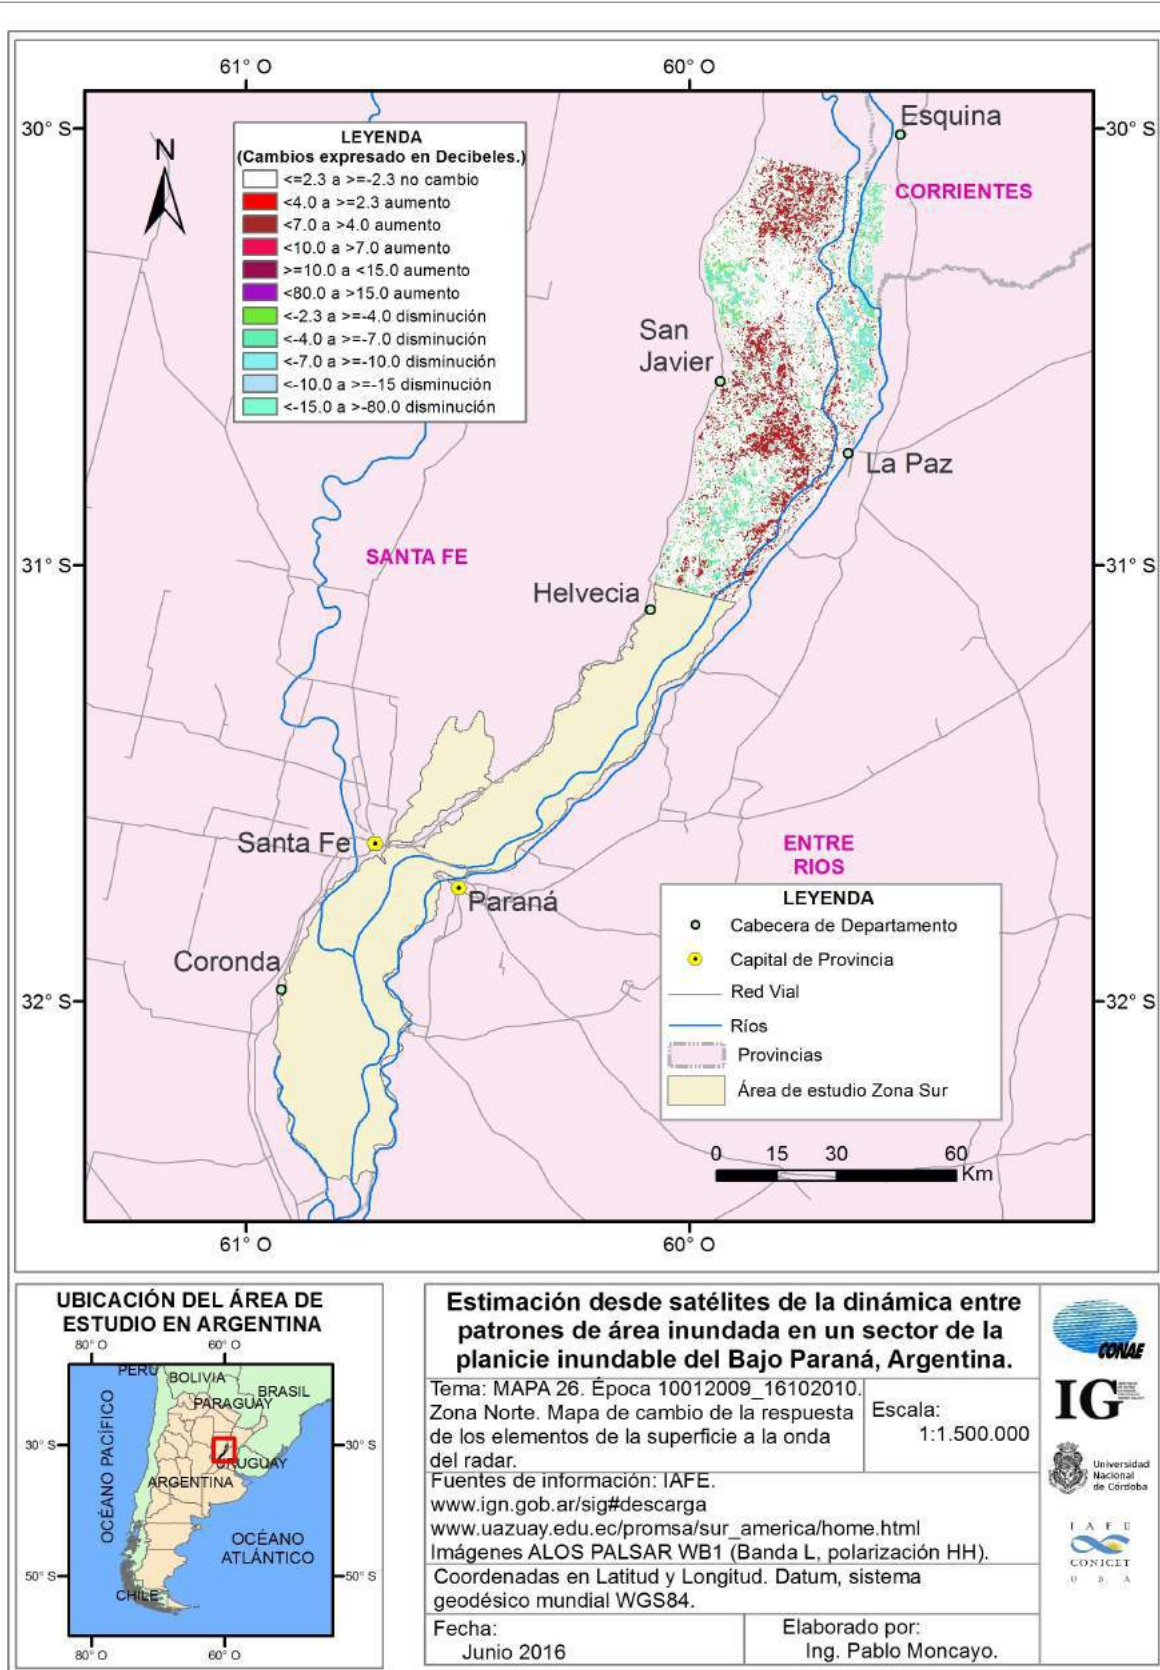 61° O
60° O
30° S
30° S
Esquina
N
LEYENDA
(Cambios expresado en Decibeles.)
<=2.3 a >=-2.3 no cambio
<4.0 a >=2.3 aumento
<7.0 a >4.0 aumento
<10.0 a >7.0 aumento
>=10.0 a <15.0 aumento
<80.0 a >15.0 aumento
<-2.3 a >=-4.0 disminución
<-4.0 a >=-7.0 disminución
<-7.0 a >=-10.0 disminución
<-10.0 a >=-15 disminución
<-15.0 a >-80.0 disminución
CORRIENTES
San
Javier
La Paz
SANTA FE
31° S
31° S
Helvecia
Santa Fe
Paraná
ENTRE
RIOS
Coronda
32° S
32° S
LEYENDA
Cabecera de Departamento
Capital de Provincia
Red Vial
Ríos
Provincias
Área de estudio Zona Sur
0 15 30 60
Km
61° O
60° O
UBICACIÓN DEL ÁREA DE
ESTUDIO EN ARGENTINA
80° O
60° O
PERU
BOLIVIA
BRASIL
PARAGUAY
30° S
30° S
URUGUAY
ARGENTINA
OCÉANO PACÍFICO
OCÉANO
ATLÁNTICO
50° S
50° S
CHILE
80° O
60° O
Estimación desde satélites de la dinámica entre
patrones de área inundada en un sector de la
planicie inundable del Bajo Paraná, Argentina.
Tema: MAPA 26. Época 10012009_16102010.
Zona Norte. Mapa de cambio de la respuesta
de los elementos de la superficie a la onda
del radar.
Escala:
1:1.500.000
Fuentes de información: IAFE.
www.ign.gob.ar/sig#descarga
www.uazuay.edu.ec/promsa/sur_america/home.html
Imágenes ALOS PALSAR WB1 (Banda L, polarización HH).
Coordenadas en Latitud y Longitud. Datum, sistema
geodésico mundial WGS84.
Fecha:
Junio 2016
Elaborado por:
Ing. Pablo Moncayo.
CONAE
IG
Universidad
Nacional
de Córdoba
IAFE
CONICET
U B A